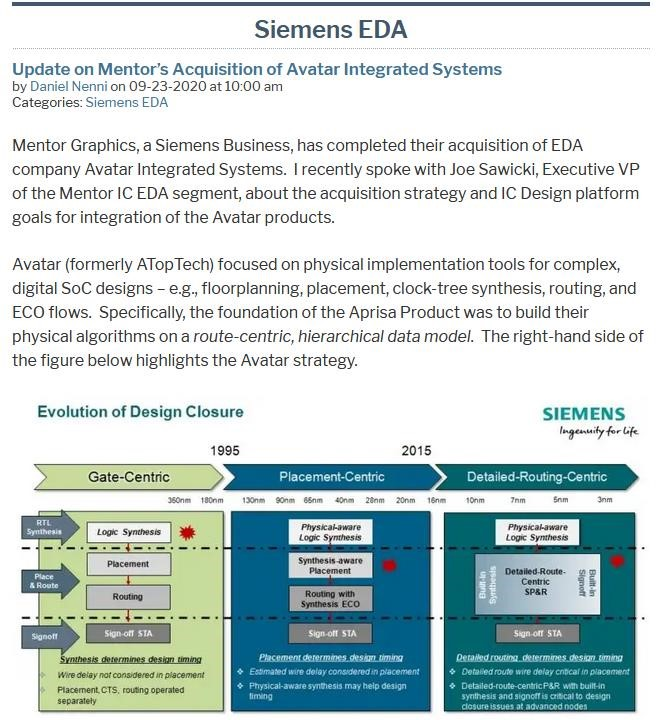 Siemens EDA
Update on Mentor's Acquisition of Avatar Integrated Systems
by Daniel Nenni on 09-23-2020 at 10:00 am
Categories: Siemens EDA
Mentor Graphics, a Siemens Business, has completed their acquisition of EDA
company Avatar Integrated Systems. I recently spoke with Joe Sawicki, Executive VP
of the Mentor IC EDA segment, about the acquisition strategy and IC Design platform
goals for integration of the Avatar products.
Avatar (formerly ATopTech) focused on physical implementation tools for complex,
digital SoC designs – e.g., floorplanning, placement, clock-tree synthesis, routing, and
ECO flows. Specifically, the foundation of the Aprisa Product was to build their
physical algorithms on a route-centric, hierarchical data model. The right-hand side of
the figure below highlights the Avatar strategy.
Evolution of Design Closure
SIEMENS
Ingenuity for life
1995
2015
Gate-Centric
Placement-Centric
Detailed-Routing-Centric
350nm 180nm 130nm 90nm 65nm 40nm 28nm 20nm 16nm 10nm 7nm 5nm 3nm
RTL
Synthesis
Place
& Route
Signoff
Logic Synthesis
Placement
Routing
Sign-off STA
Synthesis determines design timing
Wire delay not considered in placement
Placement, CTS, routing operated
separately
Physical-aware
Logic Synthesis
Synthesis-aware
Placement
Routing with
Synthesis ECO
Sign-off STA
Placement determines design timing
Estimated wire delay considered in placement
Physical-aware synthesis may help design
timing
Physical-aware
Logic Synthesis
Built-in
Synthesis
Detailed-Route-
Centric
SP&R
Built-in
Signoff
Sign-off STA
Detailed routing determines design timing
Detailed route wire delay critical in placement
Detailed-route-centric P&R with built-in
synthesis and signoff is critical to design
closure issues at advanced nodes